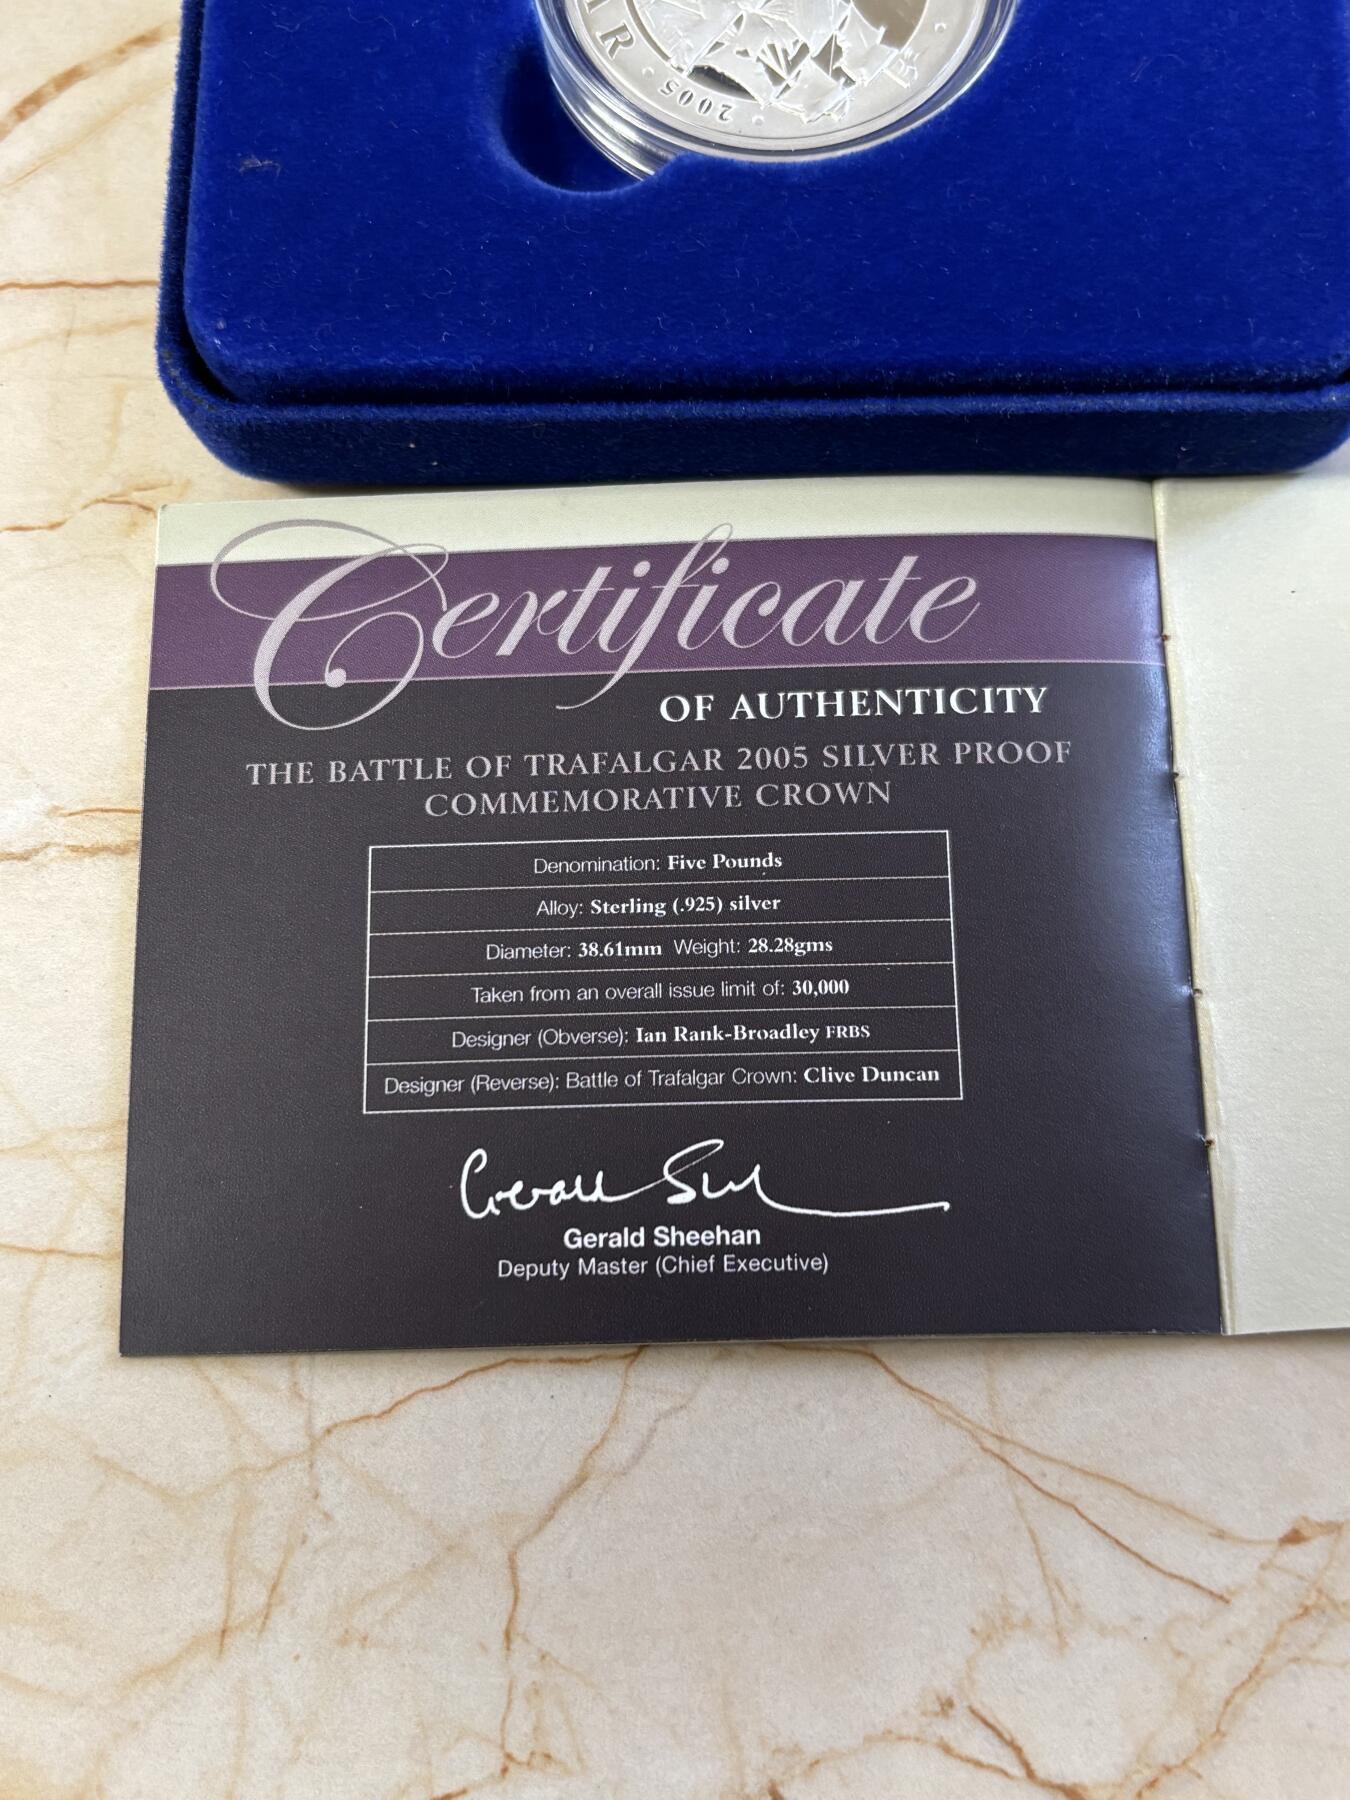 AR · 2005 ·
Certificate
OF AUTHENTICITY
THE BATTLE OF TRAFALGAR 2005 SILVER PROOF
COMMEMORATIVE CROWN
Denomination: Five Pounds
Alloy: Sterling (.925) silver
Diameter: 38.61mm Weight: 28.28gms
Taken from an overall issue limit of: 30,000
Designer (Obverse): Ian Rank-Broadley FRBS
Designer (Reverse): Battle of Trafalgar Crown: Clive Duncan
Gerald Sheehan
Deputy Master (Chief Executive)